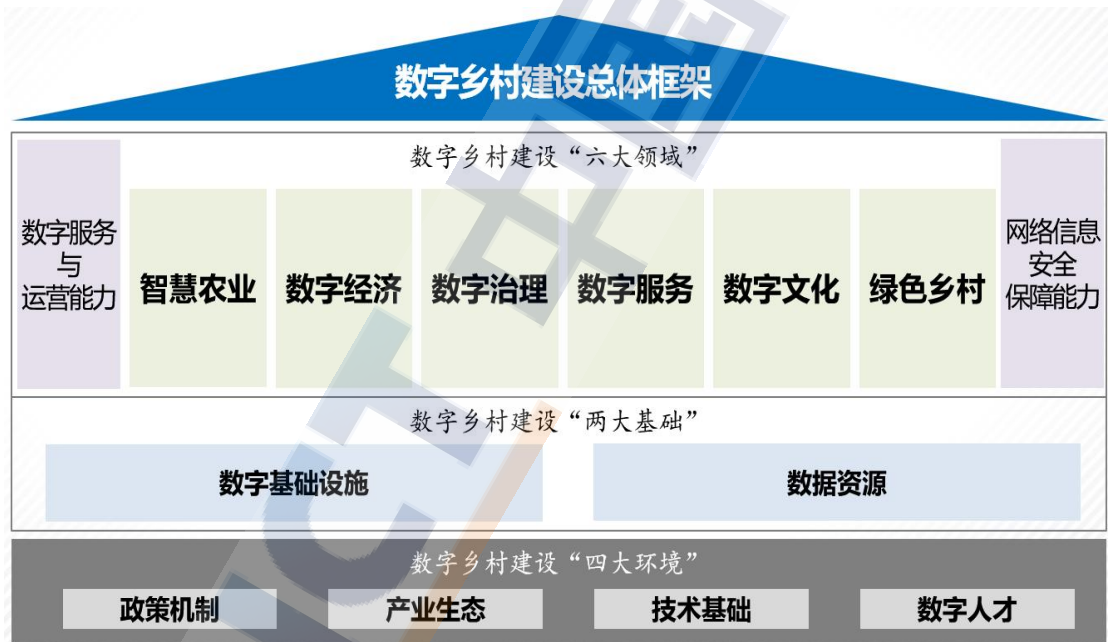 数字乡村建设总体框架
数字乡村建设“六大领域”
数字服务
与
运营能力
智慧农业
数字经济
数字治理
数字服务
数字文化
绿色乡村
网络信息
安全
保障能力
数字乡村建设“两大基础”
数字基础设施
数据资源
数字乡村建设“四大环境”
政策机制
产业生态
技术基础
数字人才